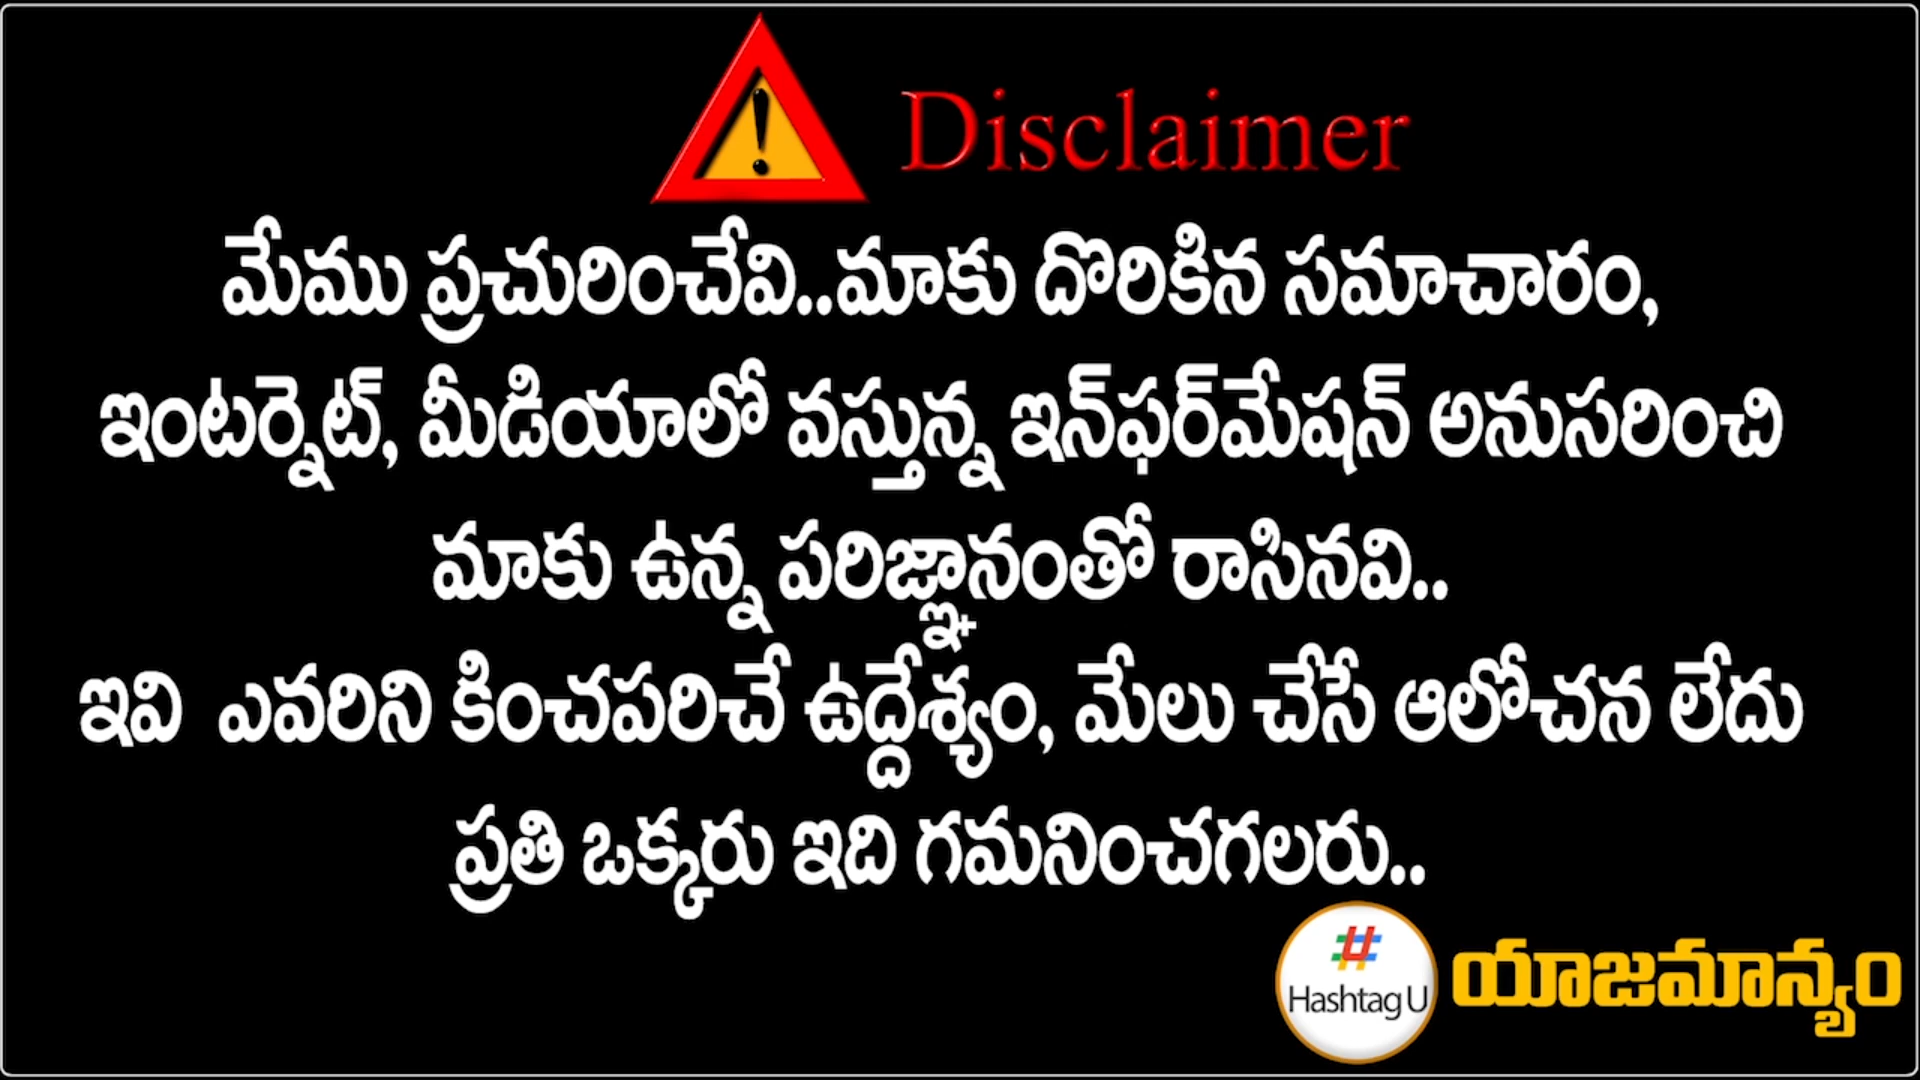 Disclaimer
మేము ప్రచురించేవి..మాకు దొరికిన సమాచారం,
ఇంటర్నెట్, మీడియాలో వస్తున్న ఇన్‌ఫర్‌మేషన్ అనుసరించి
మాకు ఉన్న పరిజ్ఞానంతో రాసినవి..
ఇవి ఎవరిని కించపరిచే ఉద్దేశ్యం, మేలు చేసే ఆలోచన లేదు
ప్రతి ఒక్కరు ఇది గమనించగలరు..
# Hashtag U
యాజమాన్యం